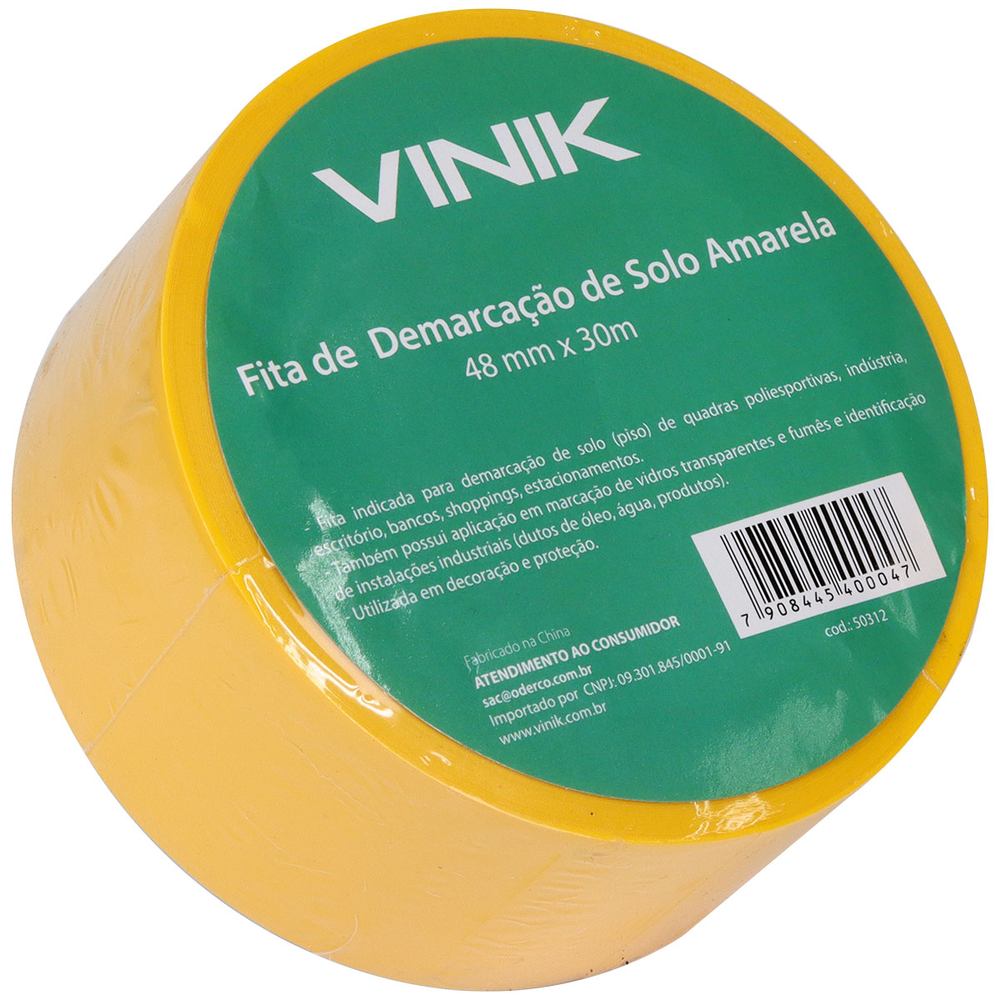 VINIK
Fita de Demarcação de Solo Amarela
48 mm x 30m
Fita indicada para demarcação de solo (piso) de quadras poliesportivas, indústria,
escritório, bancos, shoppings, estacionamentos.
Também possui aplicação em marcação de vidros transparentes e fumês e identificação
de instalações industriais (dutos de óleo, água, produtos).
Utilizada em decoração e proteção.
7 908445 400047
cod.: 50312
Fabricado na China
ATENDIMENTO AO CONSUMIDOR
sac@oderco.com.br
Importado por CNPJ: 09.301.845/0001-91
www.vinik.com.br